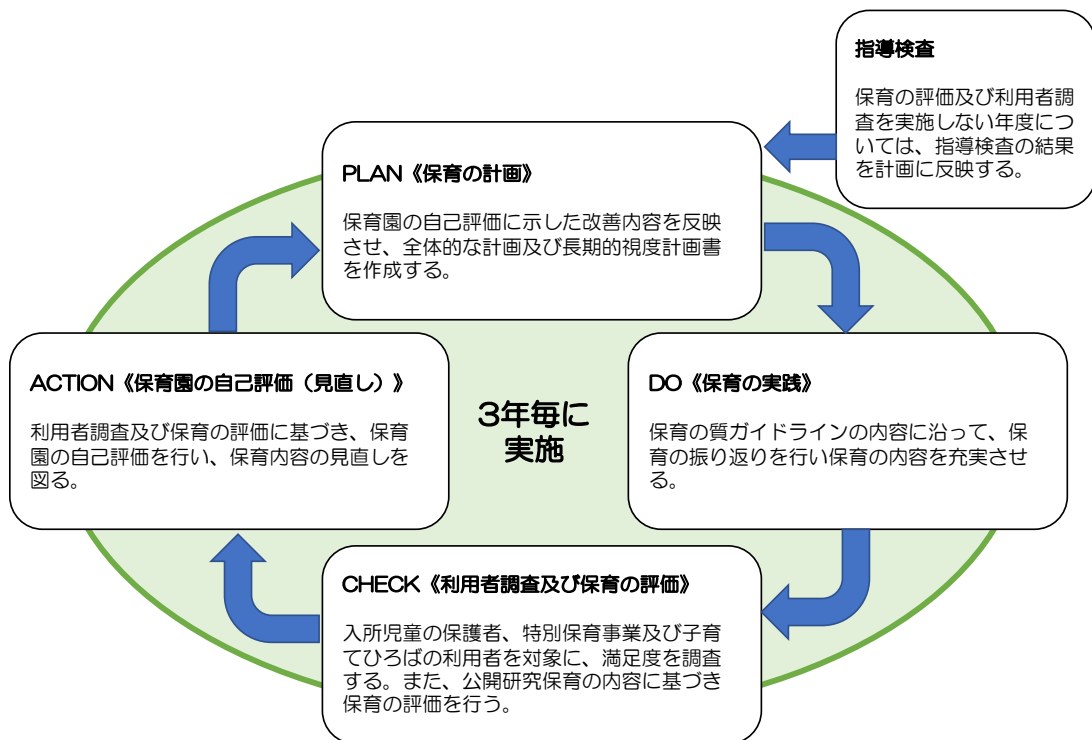 指導検査
保育の評価及び利用者調
査を実施しない年度につ
いては、指導検査の結果
を計画に反映する。
PLAN《保育の計画》
保育園の自己評価に示した改善内容を反映
させ、全体的な計画及び長期的視度計画書
を作成する。
DO《保育の実践》
保育の質ガイドラインの内容に沿って、保
育の振り返りを行い保育の内容を充実させ
る。
CHECK《利用者調査及び保育の評価》
入所児童の保護者、特別保育事業及び子育
てひろばの利用者を対象に、満足度を調査
する。また、公開研究保育の内容に基づき
保育の評価を行う。
ACTION《保育園の自己評価（見直し）》
利用者調査及び保育の評価に基づき、保育
園の自己評価を行い、保育内容の見直しを
図る。
3年毎に
実施